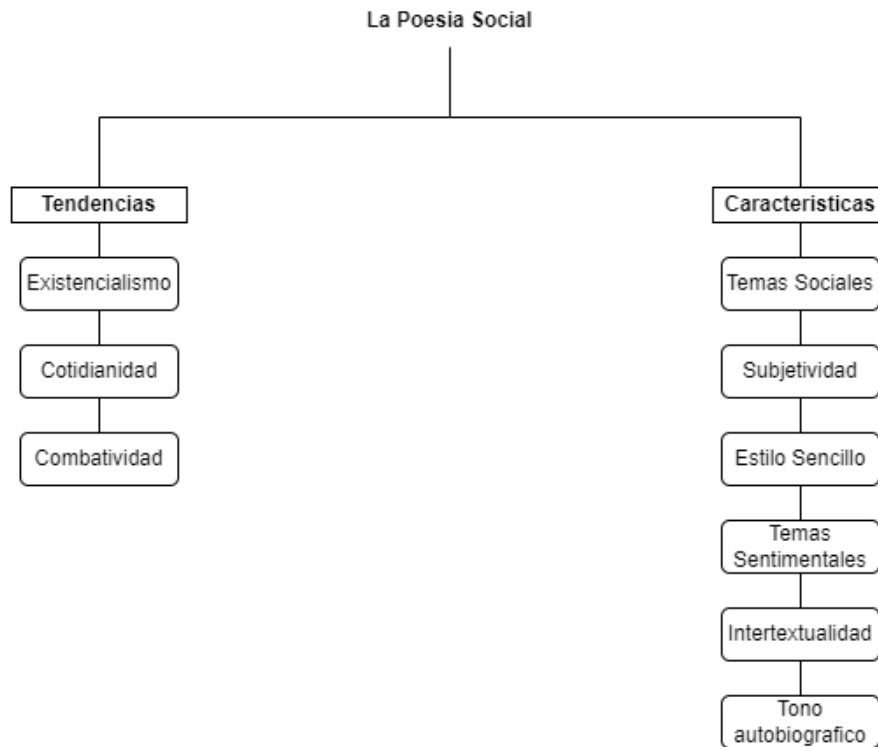 La Poesia Social
Tendencias
Existencialismo
Cotidianidad
Combatividad
Caracteristicas
Temas Sociales
Subjetividad
Estilo Sencillo
Temas
Sentimentales
Intertextualidad
Tono
autobiografico